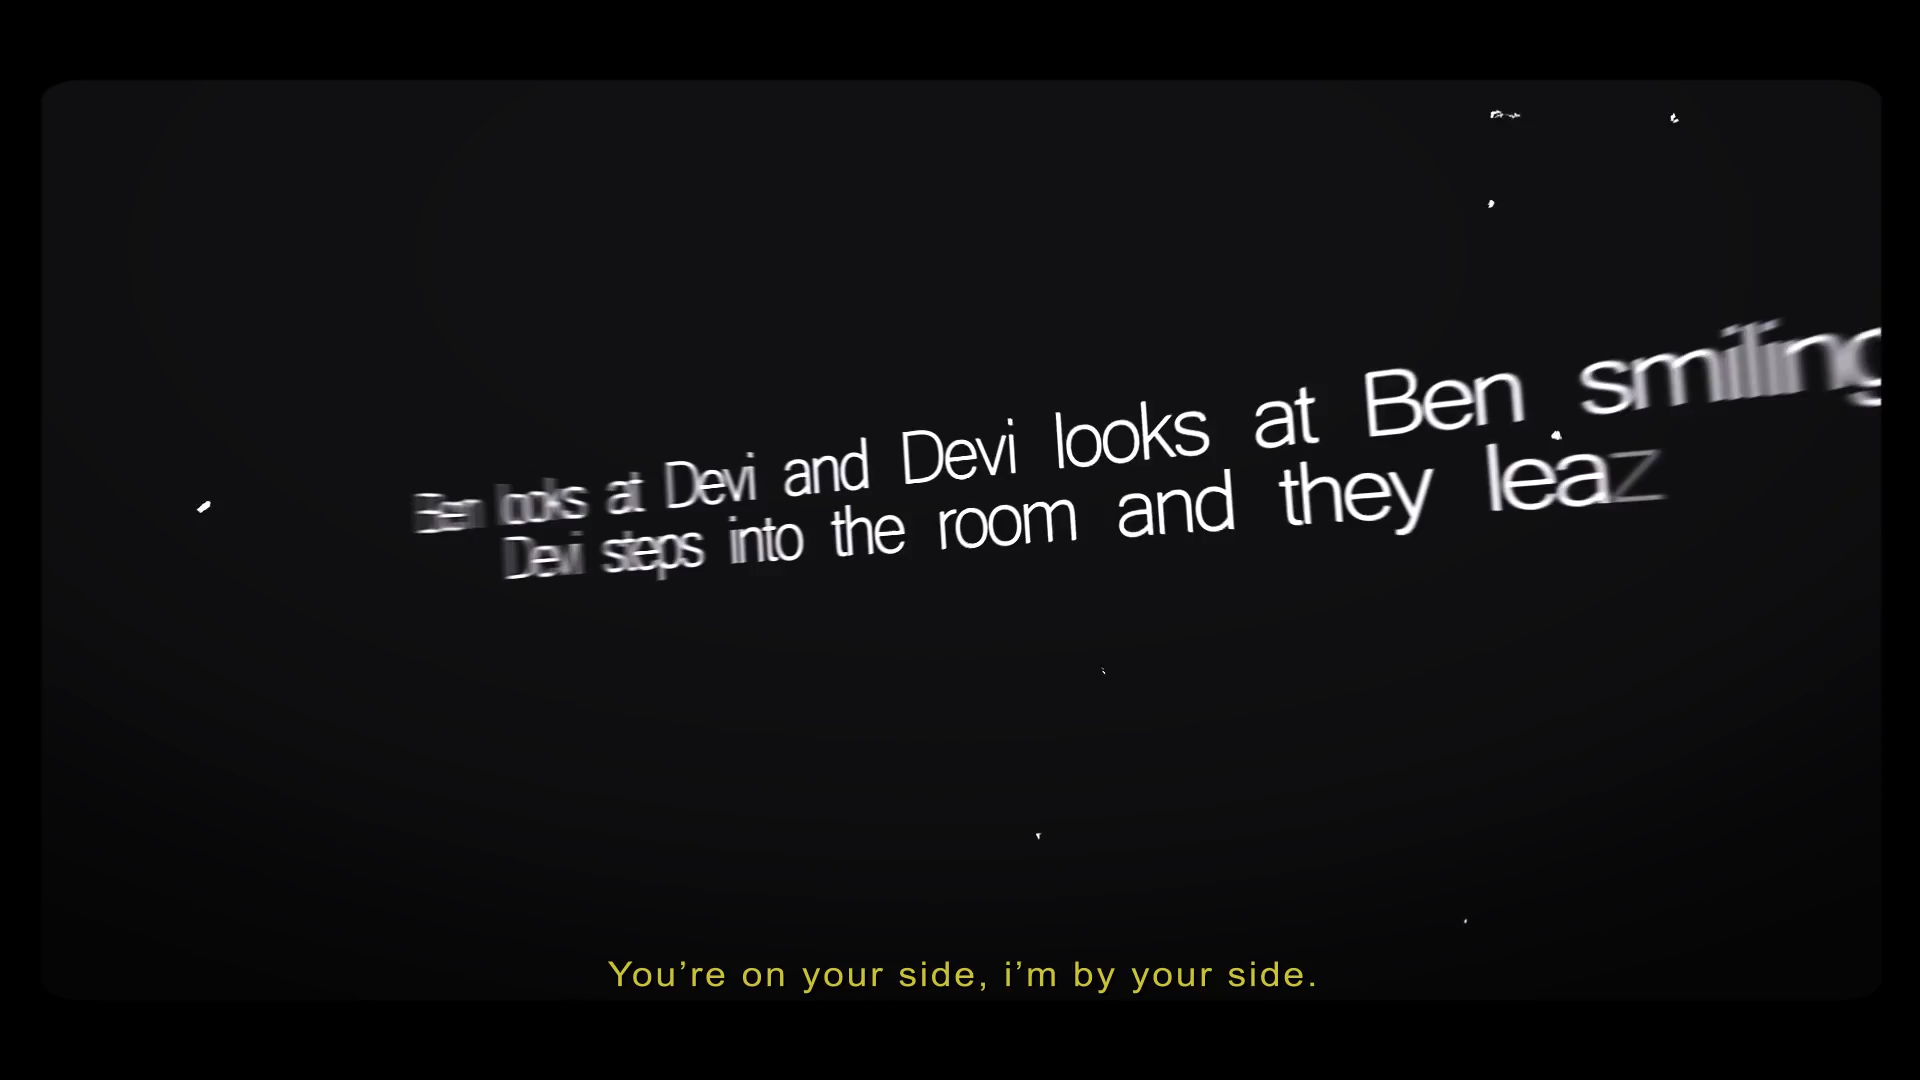 Ben looks at Devi and Devi looks at Ben smiling
Devi steps into the room and they leaz
You're on your side, i'm by your side.